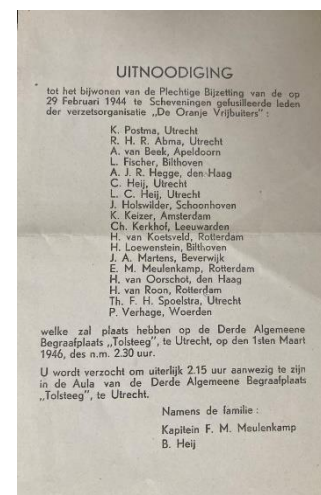 UITNOODIGING
tot het bijwonen van de Plechtige Bijzetting van de op
29 Februari 1944 te Scheveningen gefusilleerde leden
der verzetsorganisatie „De Oranje Vrijbuiters" :
K. Postma, Utrecht
R. H. R. Abma, Utrecht
A. van Beek, Apeldoorn
L. Fischer, Bilthoven
A. J. R. Hegge, den Haag
C. Heij, Utrecht
L. C. Heij, Utrecht
J. Holswilder, Schoonhoven
K. Keizer, Amsterdam
Ch. Kerkhof, Leeuwarden
H. van Koetsveld, Rotterdam
H. Loewenstein, Bilthoven
J. A. Martens, Beverwijk
E. M. Meulenkamp, Rotterdam
H. van Oorschot, den Haag
H. van Roon, Rotterdam
Th. F. H. Spoelstra, Utrecht
P. Verhage, Woerden
welke zal plaats hebben op de Derde Algemeene
Begraafplaats „Tolsteeg", te Utrecht, op den 1sten Maart
1946, des n.m. 2.30 uur.
U wordt verzocht om uiterlijk 2.15 uur aanwezig te zijn
in de Aula van de Derde Algemeene Begraafplaats
„Tolsteeg", te Utrecht.
Namens de familie :
Kapitein F. M. Meulenkamp
B. Heij